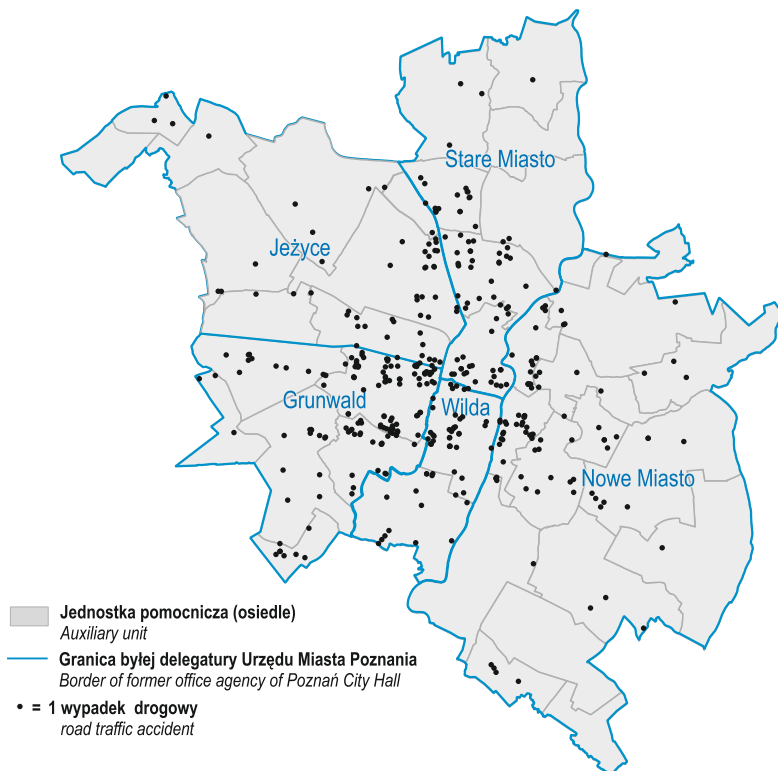 Stare Miasto
Jeżyce
Grunwald
Wilda
Nowe Miasto
Jednostka pomocnicza (osiedle)
Auxiliary unit
Granica byłej delegatury Urzędu Miasta Poznania
Border of former office agency of Poznań City Hall
• = 1 wypadek drogowy
road traffic accident